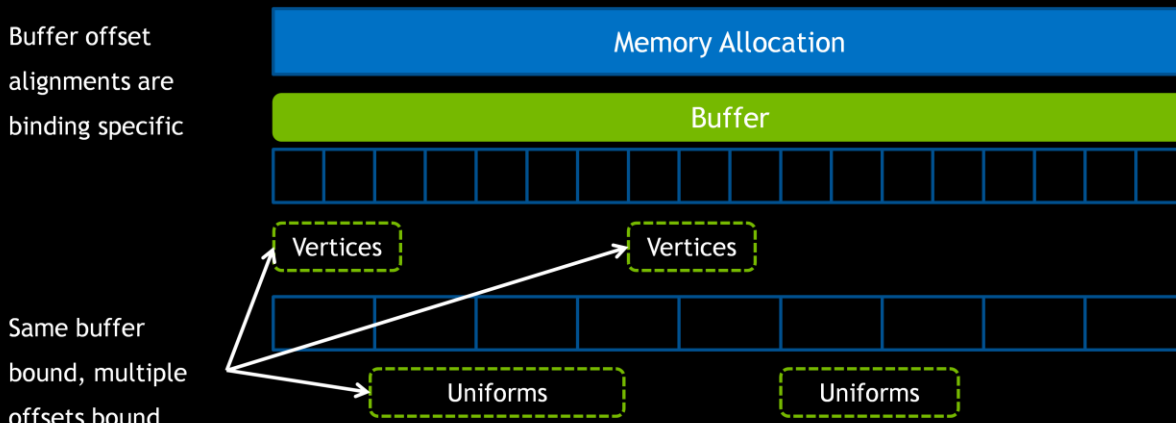 Buffer offset
alignments are
binding specific
Memory Allocation
Buffer
Vertices
Vertices
Same buffer
bound, multiple
offsets bound
Uniforms
Uniforms